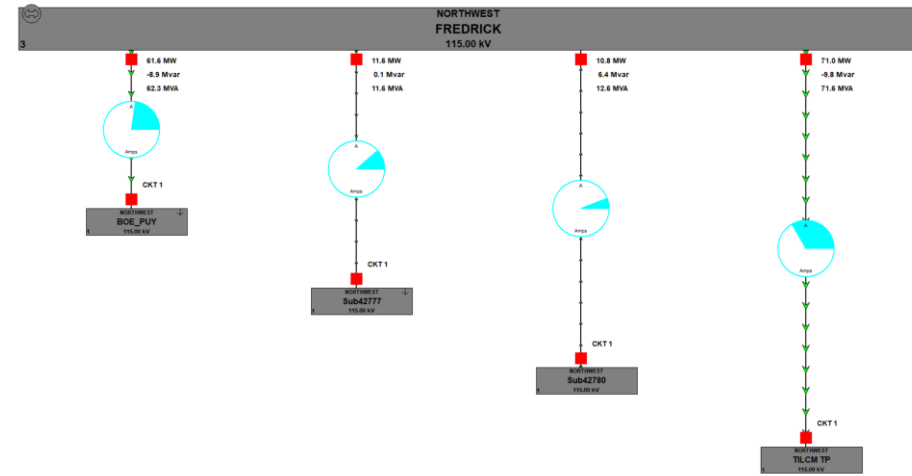 NORTHWEST
FREDRICK
3
115.00 kV
61.6 MW
-8.9 Mvar
62.3 MVA
A
Amps
CKT 1
NORTHWEST
BOE_PUY
1
115.00 kV
11.6 MW
0.1 Mvar
11.6 MVA
A
Amps
CKT 1
NORTHWEST
Sub42777
1
115.00 kV
10.8 MW
6.4 Mvar
12.6 MVA
A
Amps
CKT 1
NORTHWEST
Sub42780
1
115.00 kV
71.0 MW
-9.8 Mvar
71.6 MVA
A
Amps
CKT 1
NORTHWEST
TILCM TP
1
115.00 kV